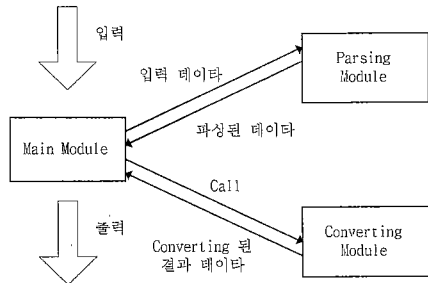 입력
입력 데이타
Parsing
Module
파싱된 데이타
Main Module
Call
출력
Converting 된
결과 데이타
Converting
Module